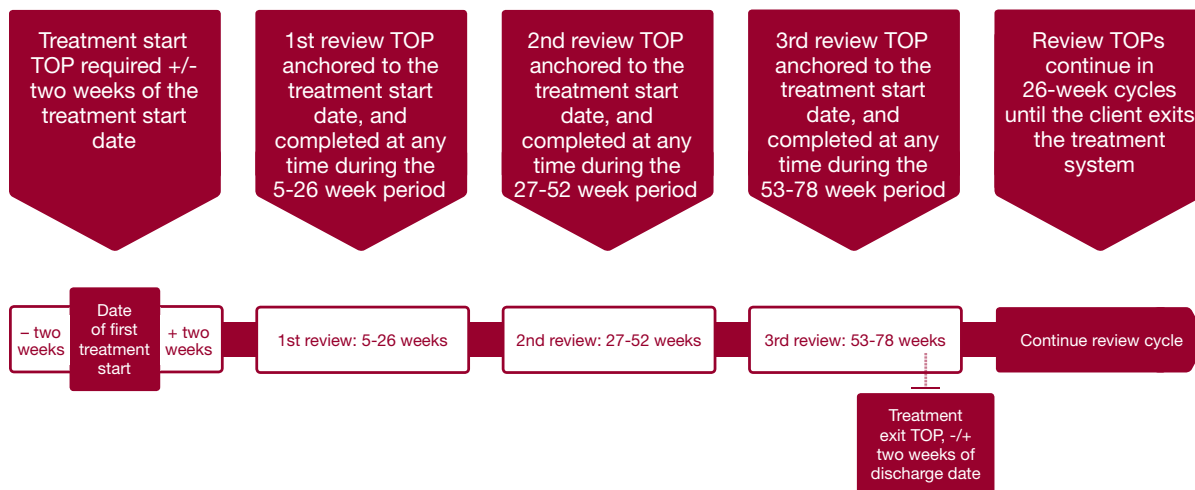 Treatment start
TOP required +/-
two weeks of the
treatment start
date
1st review TOP
anchored to the
treatment start
date, and
completed at any
time during the
5-26 week period
2nd review TOP
anchored to the
treatment start
date, and
completed at any
time during the
27-52 week period
3rd review TOP
anchored to the
treatment start
date, and
completed at any
time during the
53-78 week period
Review TOPs
continue in
26-week cycles
until the client exits
the treatment
system
– two
weeks
Date
of first
treatment
start
+ two
weeks
1st review: 5-26 weeks
2nd review: 27-52 weeks
3rd review: 53-78 weeks
Continue review cycle
Treatment
exit TOP, -/+
two weeks of
discharge date